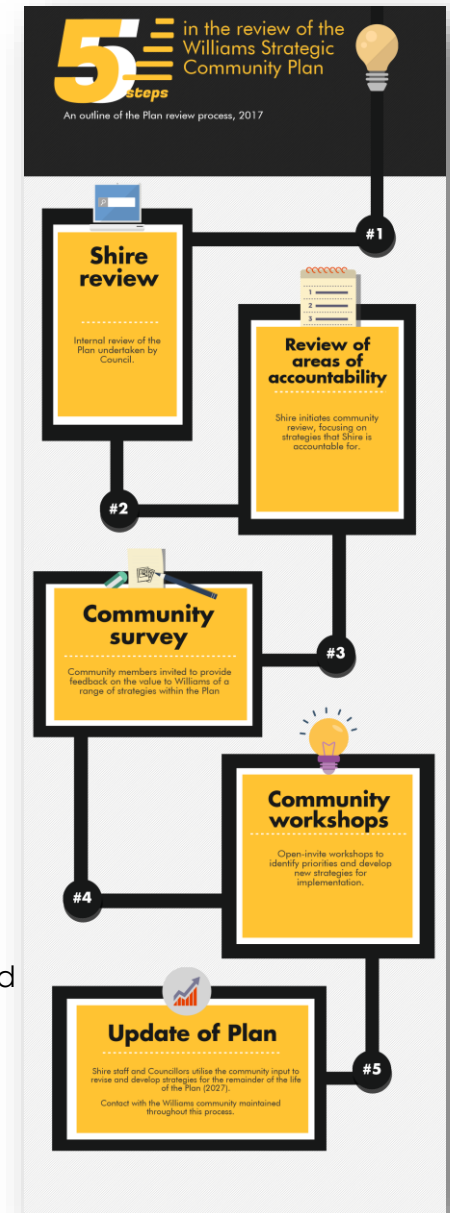 5
steps
in the review of the
Williams Strategic
Community Plan
An outline of the Plan review process, 2017
#1
Shire
review
Internal review of the
Plan undertaken by
Council.
1
2
3
Review of
areas of
accountability
Shire initiates community
review, focusing on
strategies that Shire is
accountable for.
#2
Community
survey
Community members invited to provide
feedback on the value to Williams of a
range of strategies within the Plan
#3
Community
workshops
Open-invite workshops to
identify priorities and develop
new strategies for
implementation.
#4
d
Update of Plan
Shire staff and Councillors utilise the community input to
revise and develop strategies for the remainder of the life
of the Plan (2027).
Contact with the Williams community maintained
throughout this process.
#5